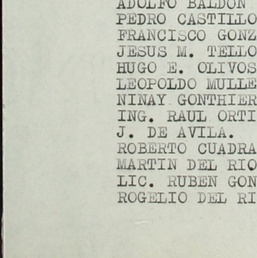 ADOLFO BALDON
PEDRO CASTILLO
FRANCISCO GONZ
JESUS M. TELLO
HUGO E. OLIVOS
LEOPOLDO MULLE
NINAY GONTHIER
ING. RAUL ORTI
J. DE AVILA.
ROBERTO CUADRA
MARTIN DEL RIO
LIC. RUBEN GON
ROGELIO DEL RI